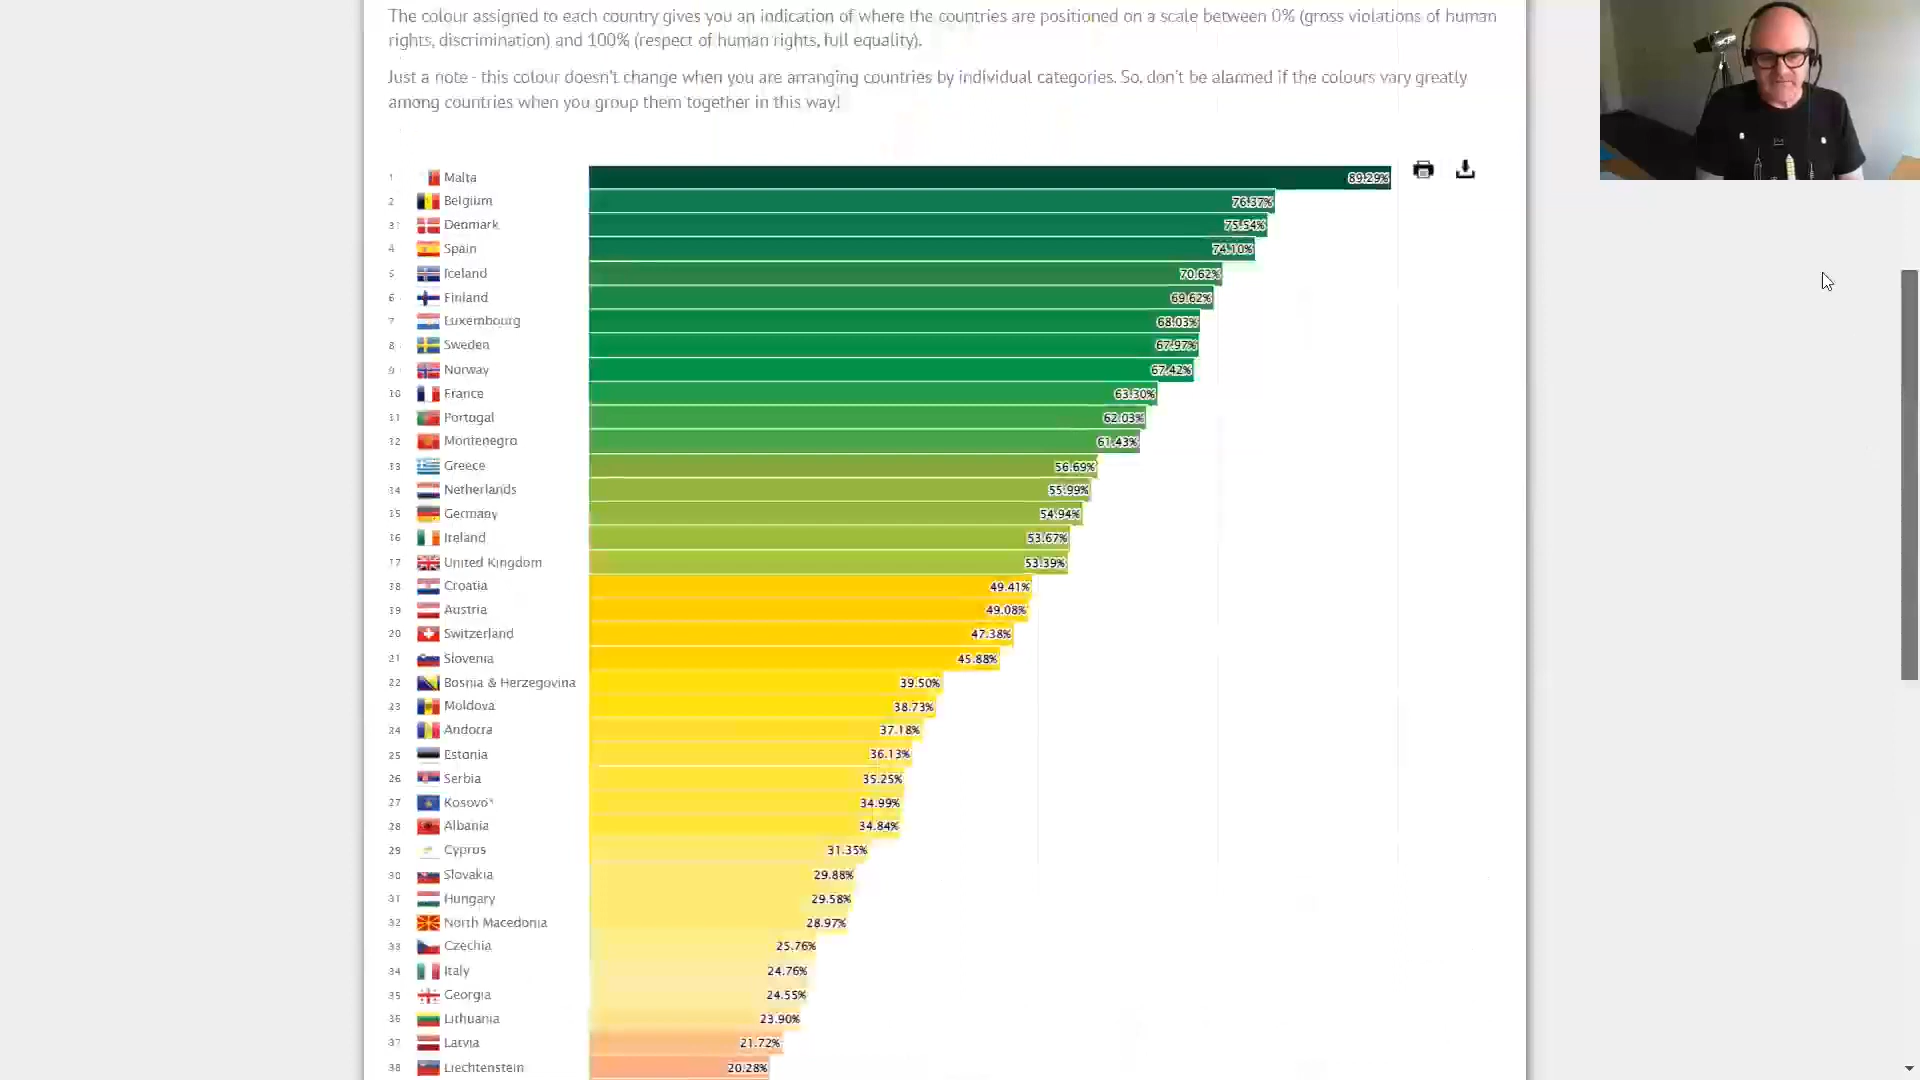 The colour assigned to each country gives you an indication of where the countries are positioned on a scale between 0% (gross violations of human
rights, discrimination) and 100% (respect of human rights, full equality).
Just a note - this colour doesn't change when you are arranging countries by individual categories. So, don't be alarmed if the colours vary greatly
among countries when you group them together in this way!
1 Malta 89.29%
2 Belgium 76.37%
3 Denmark 75.54%
4 Spain 74.10%
5 Iceland 70.62%
6 Finland 69.62%
7 Luxembourg 68.03%
8 Sweden 67.97%
9 Norway 67.42%
10 France 63.30%
11 Portugal 62.03%
12 Montenegro 61.43%
13 Greece 56.69%
14 Netherlands 55.99%
15 Germany 54.94%
16 Ireland 53.67%
17 United Kingdom 53.39%
18 Croatia 49.41%
19 Austria 49.08%
20 Switzerland 47.38%
21 Slovenia 45.88%
22 Bosnia & Herzegovina 39.50%
23 Moldova 38.73%
24 Andorra 37.18%
25 Estonia 36.13%
26 Serbia 35.25%
27 Kosovo* 34.99%
28 Albania 34.84%
29 Cyprus 31.35%
30 Slovakia 29.88%
31 Hungary 29.58%
32 North Macedonia 28.97%
33 Czechia 25.76%
34 Italy 24.76%
35 Georgia 24.55%
36 Lithuania 23.90%
37 Latvia 21.72%
38 Liechtenstein 20.28%